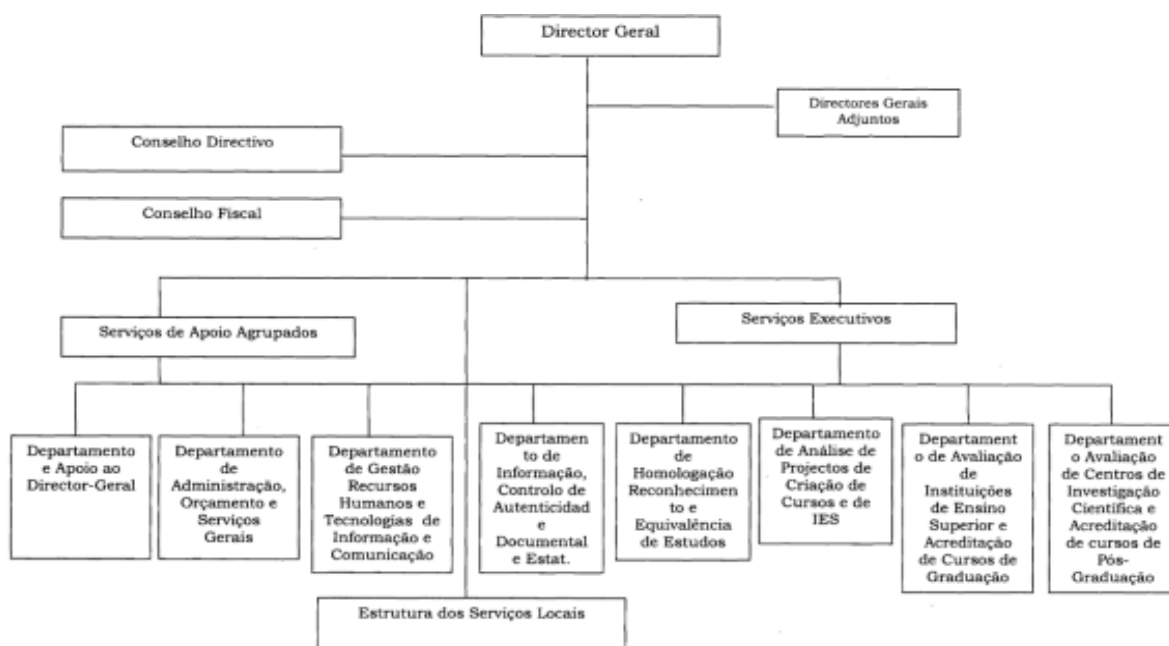 Director Geral
Directores Gerais
Adjuntos
Conselho Directivo
Conselho Fiscal
Serviços de Apoio Agrupados
Serviços Executivos
Departamento
e Apoio ao
Director-Geral
Departamento
de
Administração,
Orçamento e
Serviços
Gerais
Departamento
de Gestão
Recursos
Humanos e
Tecnologias de
Informação e
Comunicação
Departamen
to de
Informação,
Controlo de
Autenticidad
e
Documental
e Estat.
Departamento
de
Homologação
Reconhecimen
to e
Equivalência
de Estudos
Departamento
de Análise de
Projectos de
Criação de
Cursos e de
IES
Department
o de Avaliação
de
Instituições
de Ensino
Superior e
Acreditação
de Cursos de
Graduação
Departament
o Avaliação
de Centros de
Investigação
Científica e
Acreditação
de cursos de
Pós-
Graduação
Estrutura dos Serviços Locais